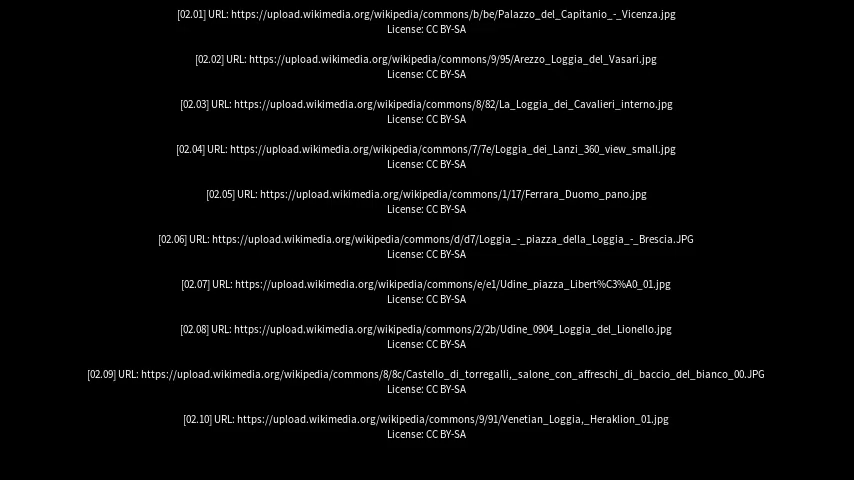 [02.01] URL: https://upload.wikimedia.org/wikipedia/commons/b/be/Palazzo_del_Capitanio_-_Vicenza.jpg
License: CC BY-SA
[02.02] URL: https://upload.wikimedia.org/wikipedia/commons/9/95/Arezzo_Loggia_del_Vasari.jpg
License: CC BY-SA
[02.03] URL: https://upload.wikimedia.org/wikipedia/commons/8/82/La_Loggia_dei_Cavalieri_interno.jpg
License: CC BY-SA
[02.04] URL: https://upload.wikimedia.org/wikipedia/commons/7/7e/Loggia_dei_Lanzi_360_view_small.jpg
License: CC BY-SA
[02.05] URL: https://upload.wikimedia.org/wikipedia/commons/1/17/Ferrara_Duomo_pano.jpg
License: CC BY-SA
[02.06] URL: https://upload.wikimedia.org/wikipedia/commons/d/d7/Loggia_-_piazza_della_Loggia_-_Brescia.JPG
License: CC BY-SA
[02.07] URL: https://upload.wikimedia.org/wikipedia/commons/e/e1/Udine_piazza_Libert%C3%A0_01.jpg
License: CC BY-SA
[02.08] URL: https://upload.wikimedia.org/wikipedia/commons/2/2b/Udine_0904_Loggia_del_Lionello.jpg
License: CC BY-SA
[02.09] URL: https://upload.wikimedia.org/wikipedia/commons/8/8c/Castello_di_torregalli,_salone_con_affreschi_di_baccio_del_bianco_00.JPG
License: CC BY-SA
[02.10] URL: https://upload.wikimedia.org/wikipedia/commons/9/91/Venetian_Loggia,_Heraklion_01.jpg
License: CC BY-SA